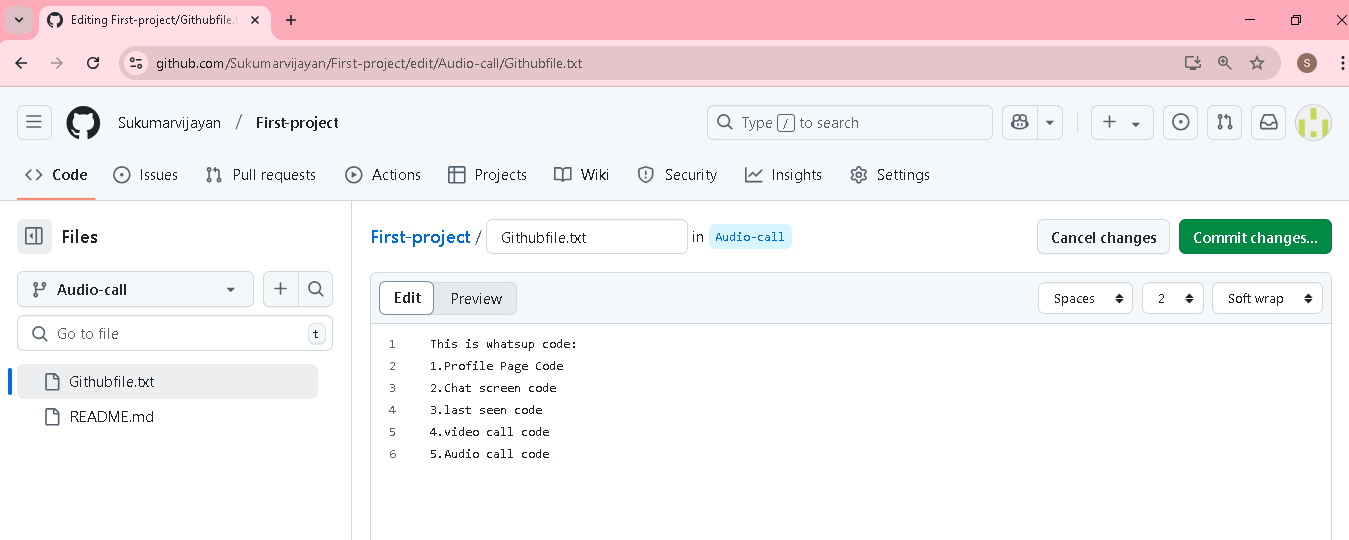 Editing First-project/Githubfile.t
github.com/Sukumarvijayan/First-project/edit/Audio-call/Githubfile.txt
S
Sukumarvijayan / First-project
Type / to search
Code Issues Pull requests Actions Projects Wiki Security Insights Settings
Files
First-project / Githubfile.txt in Audio-call
Cancel changes Commit changes...
Audio-call
Edit Preview
Spaces 2 Soft wrap
Go to file t
Githubfile.txt
README.md
1 This is whatsup code:
2 1.Profile Page Code
3 2.Chat screen code
4 3.last seen code
5 4.video call code
6 5.Audio call code